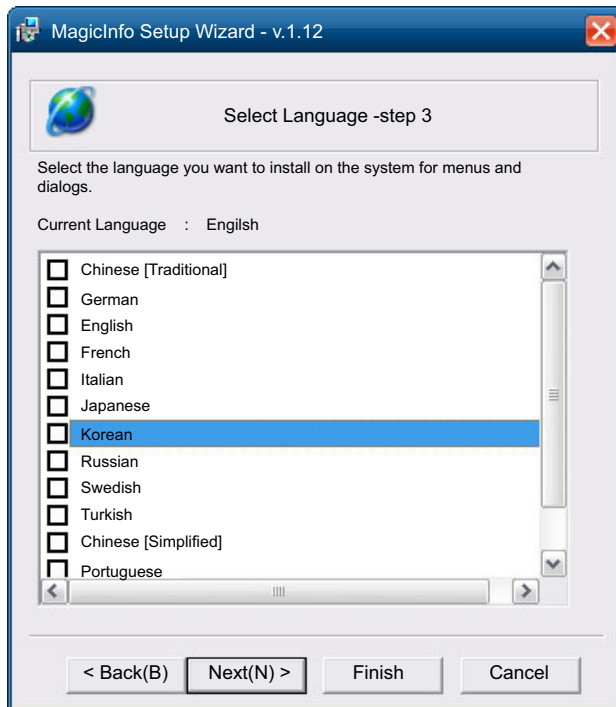 MagicInfo Setup Wizard - v.1.12
Select Language -step 3
Select the language you want to install on the system for menus and
dialogs.
Current Language : Engilsh
Chinese [Traditional]
German
English
French
Italian
Japanese
Korean
Russian
Swedish
Turkish
Chinese [Simplified]
Portuguese
< Back(B) Next(N) > Finish Cancel